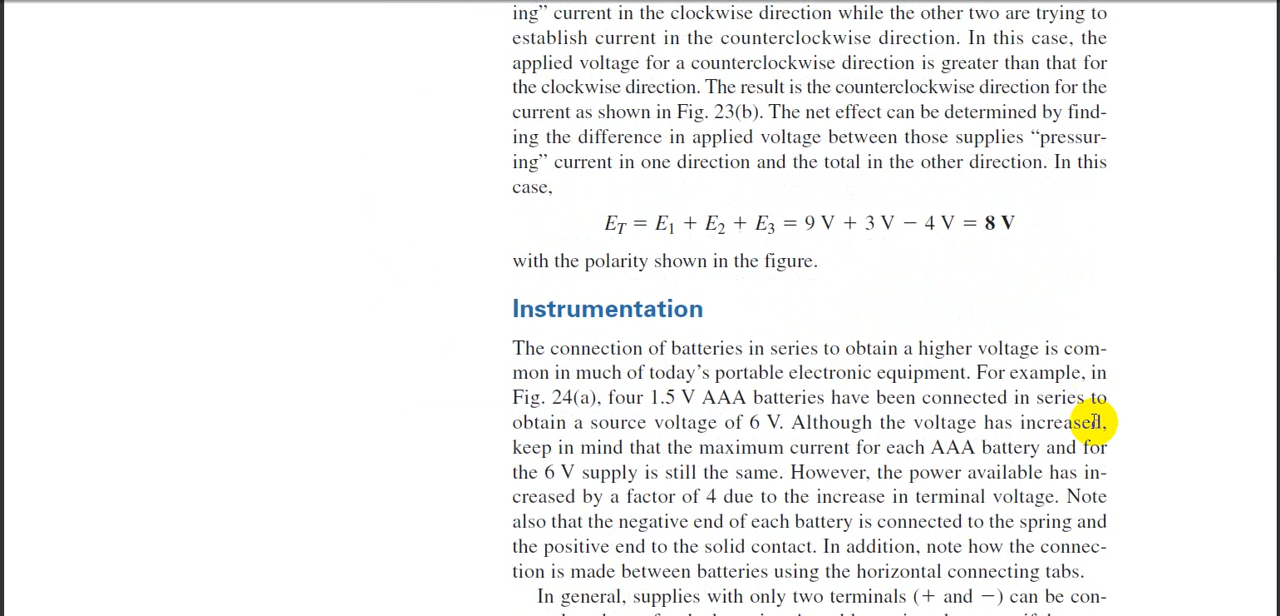 ing” current in the clockwise direction while the other two are trying to
establish current in the counterclockwise direction. In this case, the
applied voltage for a counterclockwise direction is greater than that for
the clockwise direction. The result is the counterclockwise direction for the
current as shown in Fig. 23(b). The net effect can be determined by find-
ing the difference in applied voltage between those supplies “pressur-
ing” current in one direction and the total in the other direction. In this
case,
E_T = E_1 + E_2 + E_3 = 9 V + 3 V − 4 V = 8 V
with the polarity shown in the figure.
Instrumentation
The connection of batteries in series to obtain a higher voltage is com-
mon in much of today’s portable electronic equipment. For example, in
Fig. 24(a), four 1.5 V AAA batteries have been connected in series to
obtain a source voltage of 6 V. Although the voltage has increased,
keep in mind that the maximum current for each AAA battery and for
the 6 V supply is still the same. However, the power available has in-
creased by a factor of 4 due to the increase in terminal voltage. Note
also that the negative end of each battery is connected to the spring and
the positive end to the solid contact. In addition, note how the connec-
tion is made between batteries using the horizontal connecting tabs.
In general, supplies with only two terminals (+ and −) can be con-